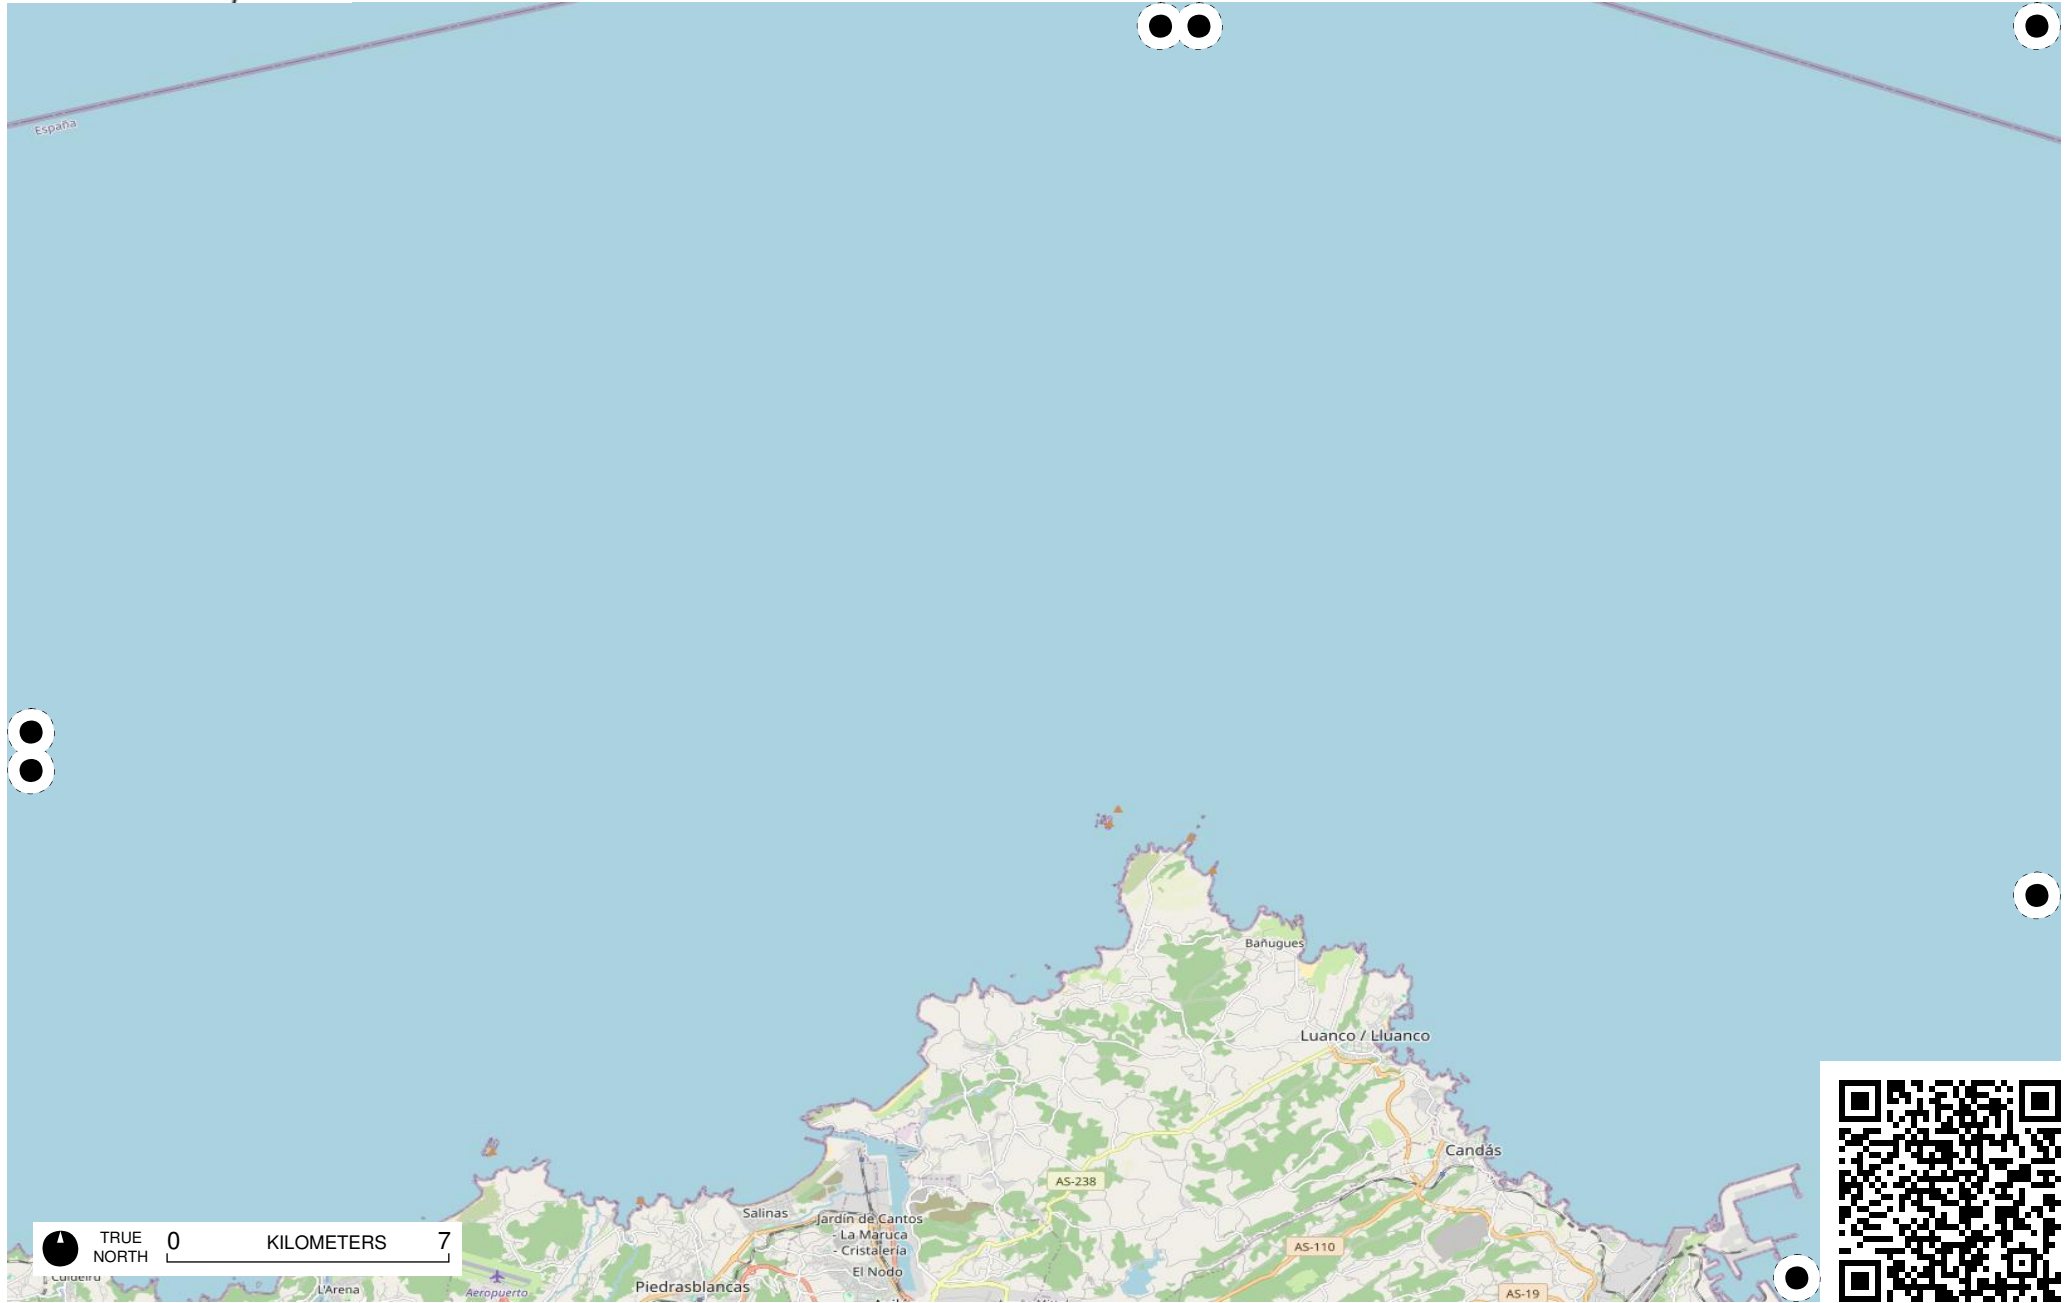 España
Bañugues
Luanco / Lluanco
Candás
AS-238
Salinas
Jardín de Cantos
- La Maruca
- Cristalería
El Nodo
AS-110
TRUE
NORTH
0 KILOMETERS 7
L'Arena
Aeropuerto
Piedrasblancas
AS-19